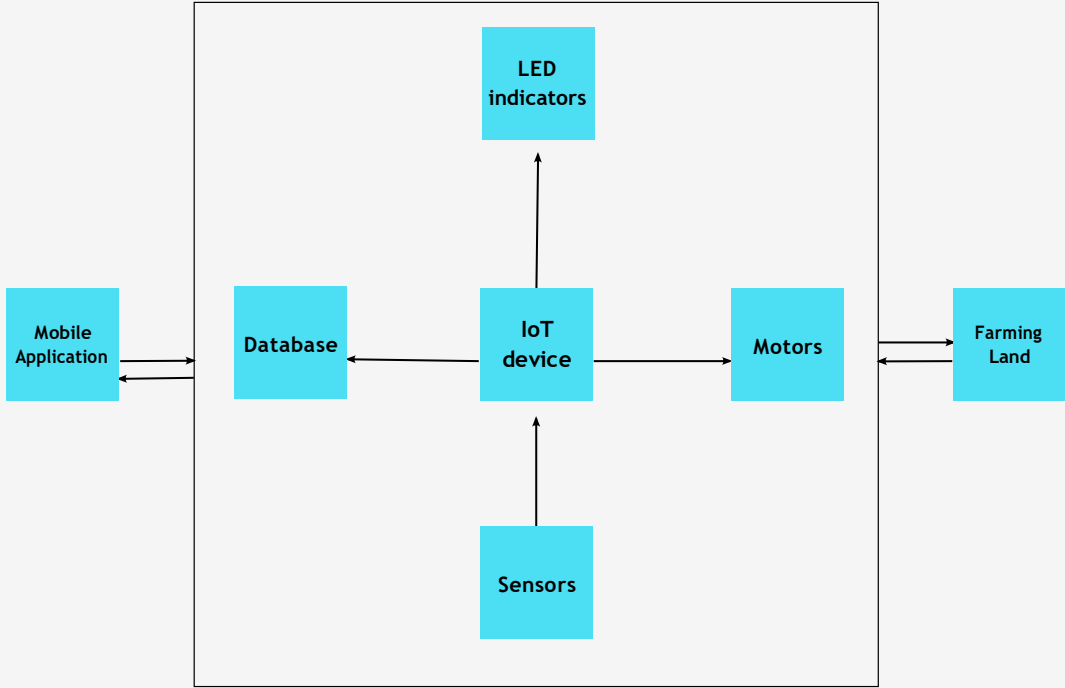 LED
indicators
Mobile
Application
Database
IoT
device
Motors
Farming
Land
Sensors